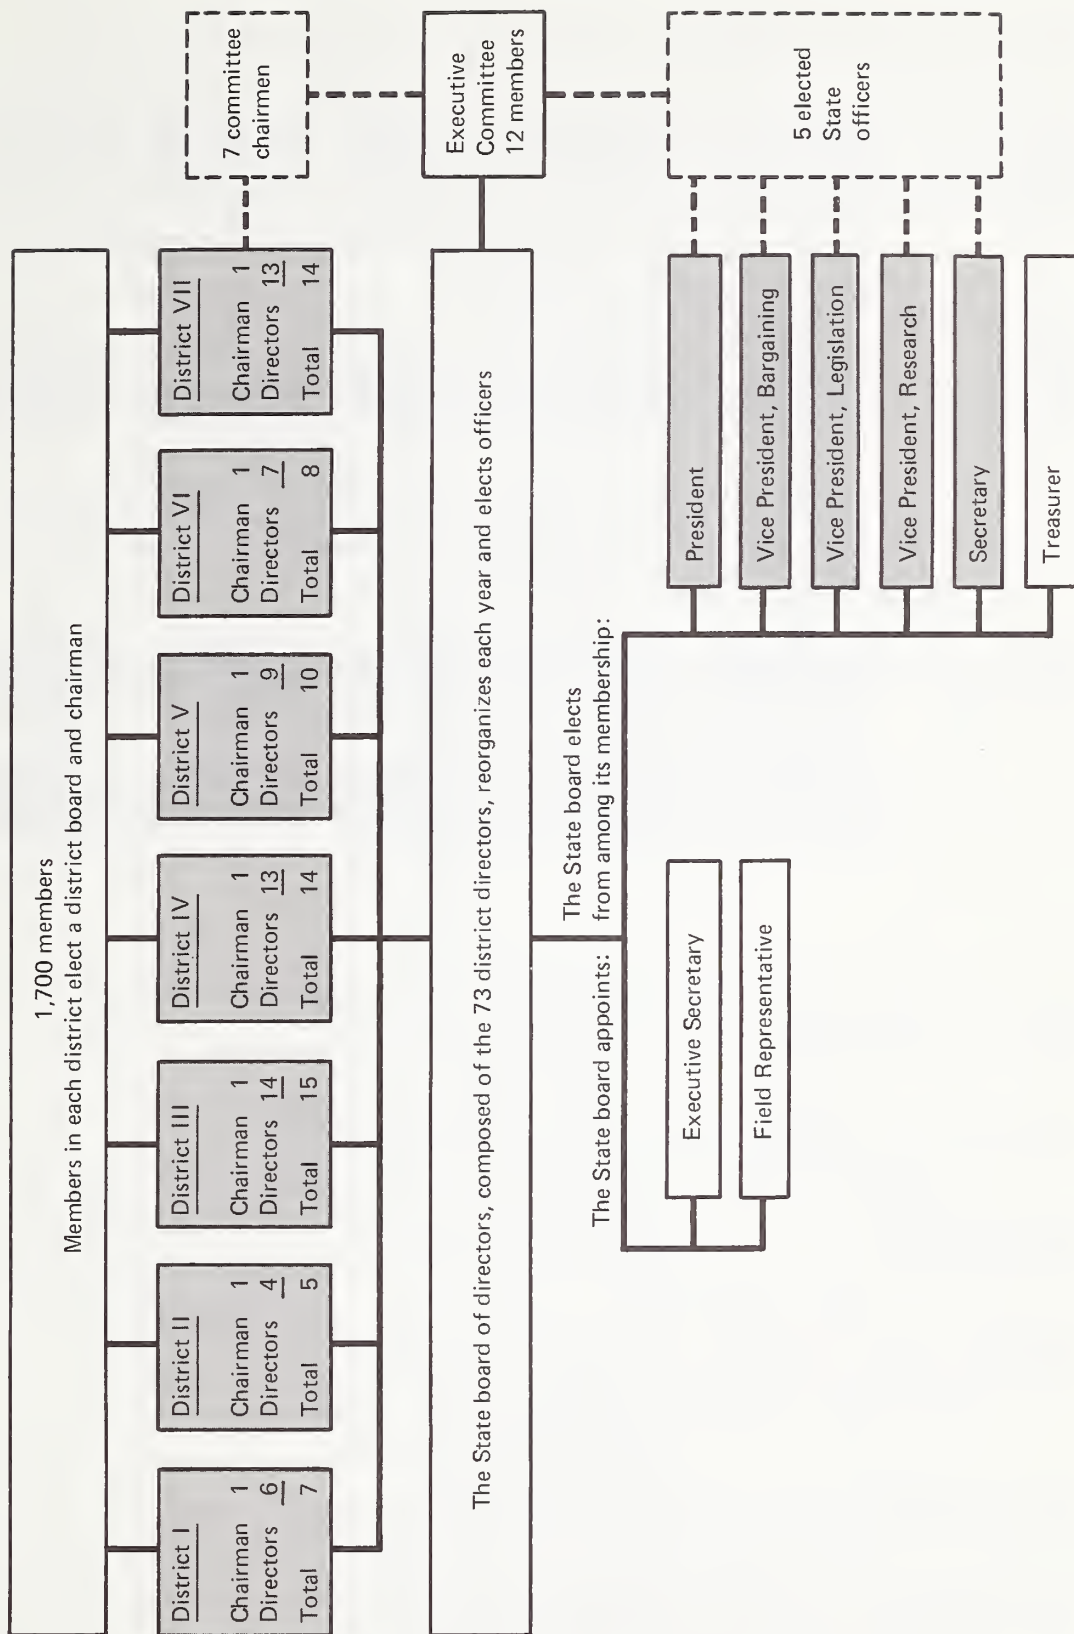 1,700 members
Members in each district elect a district board and chairman
District I
Chairman 1
Directors 6
Total 7
District II
Chairman 1
Directors 4
Total 5
District III
Chairman 1
Directors 14
Total 15
District IV
Chairman 1
Directors 13
Total 14
District V
Chairman 1
Directors 9
Total 10
District VI
Chairman 1
Directors 7
Total 8
District VII
Chairman 1
Directors 13
Total 14
7 committee
chairmen
The State board of directors, composed of the 73 district directors, reorganizes each year and elects officers
Executive
Committee
12 members
The State board appoints:
Executive Secretary
Field Representative
The State board elects
from among its membership:
President
Vice President, Bargaining
Vice President, Legislation
Vice President, Research
Secretary
Treasurer
5 elected
State
officers